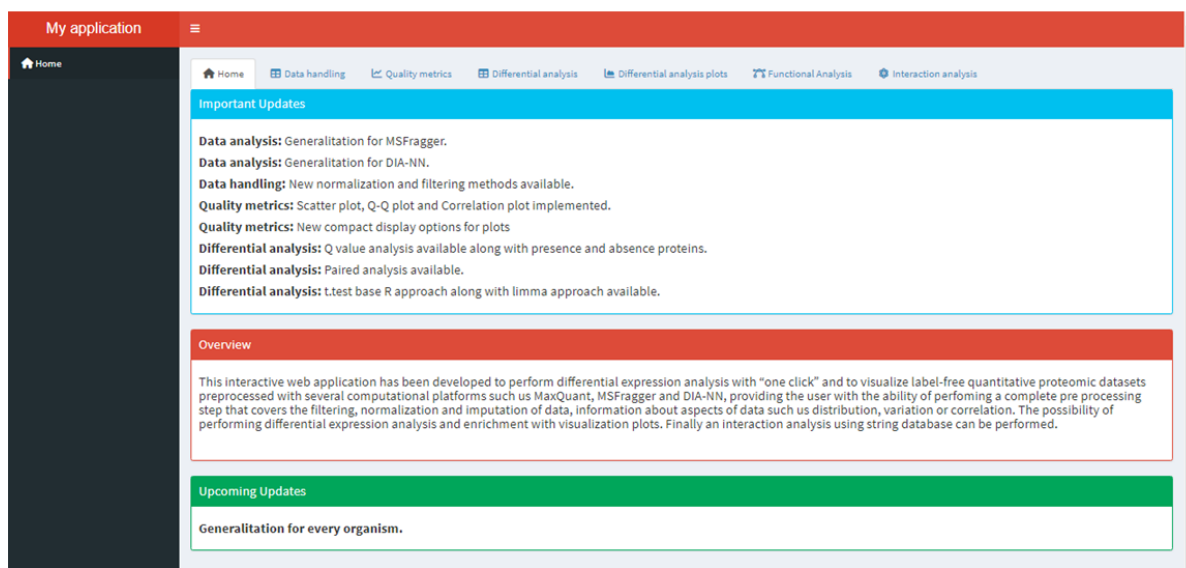 My application
Home
Home Data handling Quality metrics Differential analysis Differential analysis plots Functional Analysis Interaction analysis
Important Updates
Data analysis: Generalitation for MSFragger.
Data analysis: Generalitation for DIA-NN.
Data handling: New normalization and filtering methods available.
Quality metrics: Scatter plot, Q-Q plot and Correlation plot implemented.
Quality metrics: New compact display options for plots
Differential analysis: Q value analysis available along with presence and absence proteins.
Differential analysis: Paired analysis available.
Differential analysis: t.test base R approach along with limma approach available.
Overview
This interactive web application has been developed to perform differential expression analysis with “one click” and to visualize label-free quantitative proteomic datasets
preprocessed with several computational platforms such us MaxQuant, MSFragger and DIA-NN, providing the user with the ability of perfoming a complete pre processing
step that covers the filtering, normalization and imputation of data, information about aspects of data such us distribution, variation or correlation. The possibility of
performing differential expression analysis and enrichment with visualization plots. Finally an interaction analysis using string database can be performed.
Upcoming Updates
Generalitation for every organism.